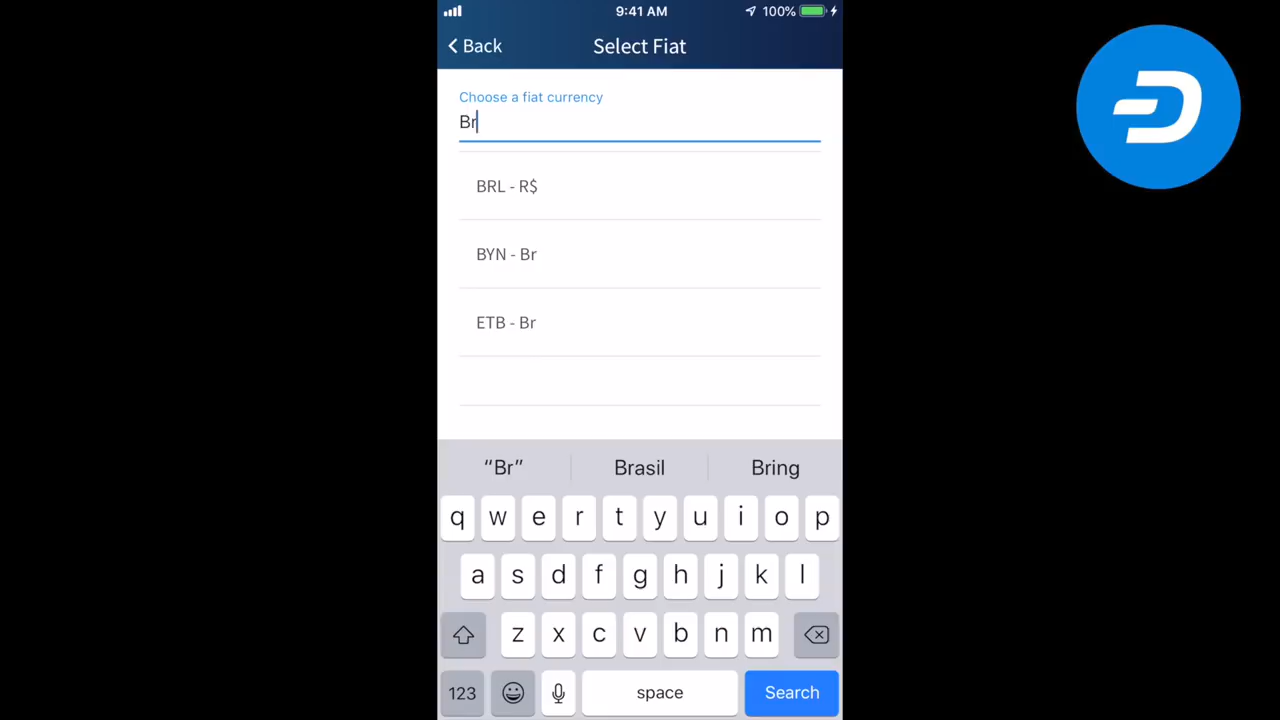 9:41 AM
100%
Back
Select Fiat
Choose a fiat currency
Br
BRL - R$
BYN - Br
ETB - Br
“Br” Brasil Bring
q w e r t y u i o p
a s d f g h j k l
z x c v b n m
123 space Search